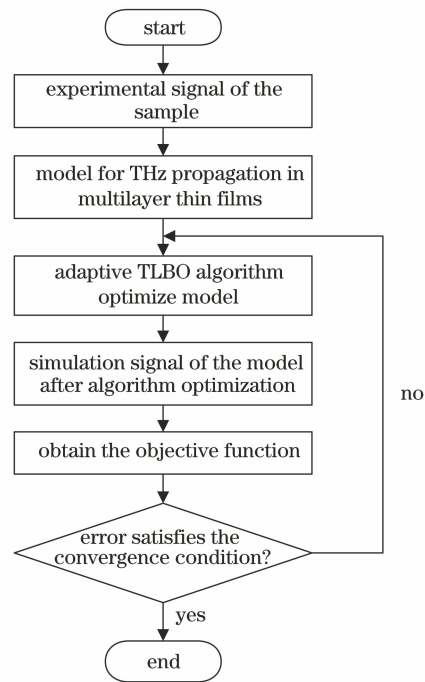 start
experimental signal of the
sample
model for THz propagation in
multilayer thin films
adaptive TLBO algorithm
optimize model
simulation signal of the model
after algorithm optimization
no
obtain the objective function
error satisfies the
convergence condition?
yes
end